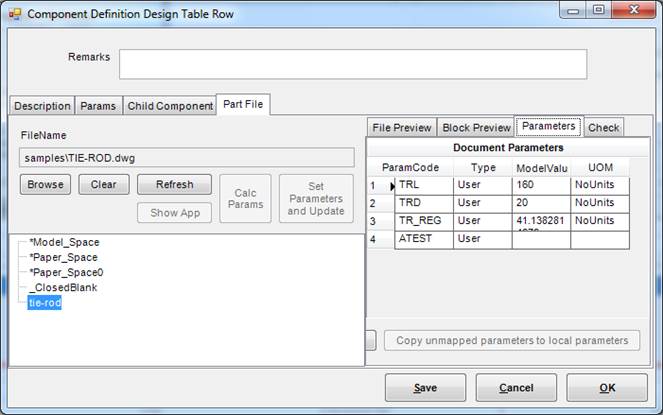 Component Definition Design Table Row
Remarks
Description Params Child Component Part File
FileName
samples\TIE-ROD.dwg
Browse Clear Refresh Calc Params Set Parameters and Update
Show App
*Model_Space
*Paper_Space
*Paper_Space0
_ClosedBlank
tie-rod
File Preview Block Preview Parameters Check
Document Parameters
ParamCode Type ModelValu UOM
1 TRL User 160 NoUnits
2 TRD User 20 NoUnits
3 TR_REG User 41.138281 NoUnits
4 ATEST User
Copy unmapped parameters to local parameters
Save Cancel OK